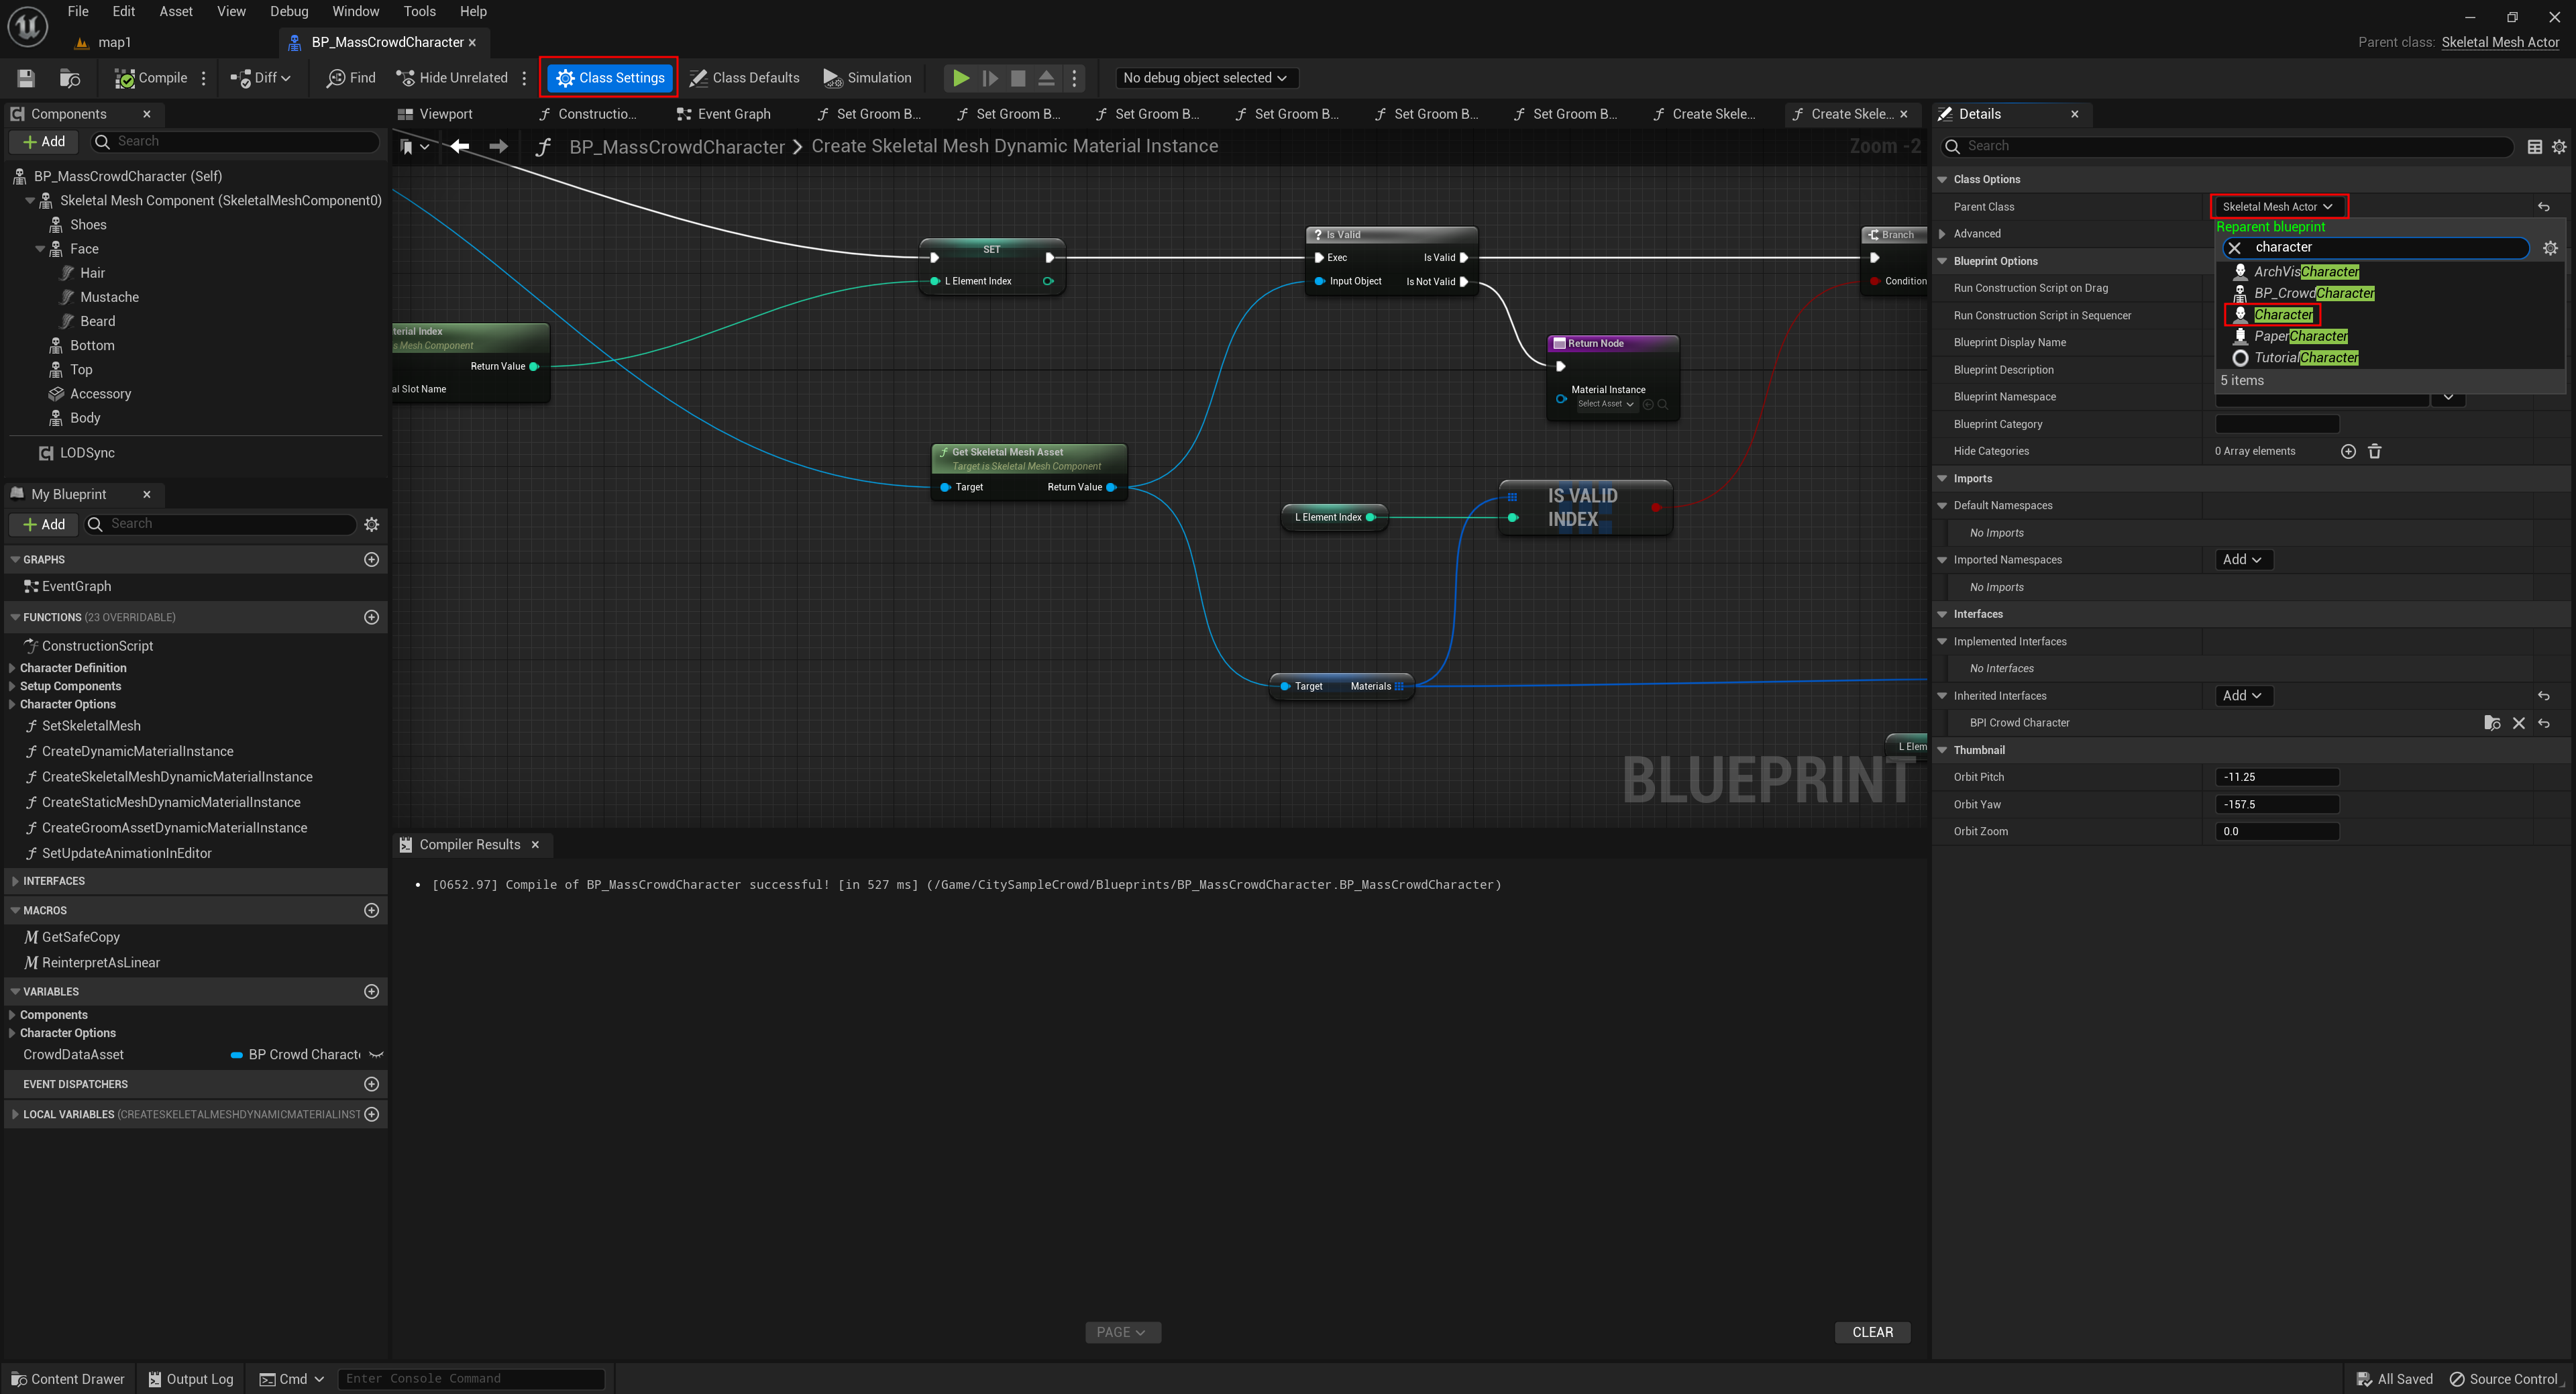 File Edit Asset View Debug Window Tools Help
map1
BP_MassCrowdCharacter
Parent class: Skeletal Mesh Actor
Compile
Diff
Find
Hide Unrelated
Class Settings
Class Defaults
Simulation
No debug object selected
Components
Add
Search
BP_MassCrowdCharacter (Self)
Skeletal Mesh Component (SkeletalMeshComponent0)
Shoes
Face
Hair
Mustache
Beard
Bottom
Top
Accessory
Body
LODSync
My Blueprint
Add
Search
GRAPHS
EventGraph
FUNCTIONS (23 OVERRIDABLE)
ConstructionScript
Character Definition
Setup Components
Character Options
SetSkeletalMesh
CreateDynamicMaterialInstance
CreateSkeletalMeshDynamicMaterialInstance
CreateStaticMeshDynamicMaterialInstance
CreateGroomAssetDynamicMaterialInstance
SetUpdateAnimationInEditor
INTERFACES
MACROS
GetSafeCopy
ReinterpretAsLinear
VARIABLES
Components
Character Options
CrowdDataAsset BP Crowd Characte
EVENT DISPATCHERS
LOCAL VARIABLES (CREATESKELETALMESHDYNAMICMATERIALINST
Viewport
Constructio...
Event Graph
Set Groom B...
Set Groom B...
Set Groom B...
Set Groom B...
Set Groom B...
Set Groom B...
Create Skele...
Create Skele...
BP_MassCrowdCharacter > Create Skeletal Mesh Dynamic Material Instance
Zoom -2
SET
L Element Index
terial Index
s Mesh Component
Return Value
al Slot Name
? Is Valid
Exec Is Valid
Input Object Is Not Valid
Branch
Condition
Return Node
Material Instance
Select Asset
Get Skeletal Mesh Asset
Target is Skeletal Mesh Component
Target Return Value
L Element Index
IS VALID
INDEX
Target Materials
L Elem
BLUEPRINT
Compiler Results
• [0652.97] Compile of BP_MassCrowdCharacter successful! [in 527 ms] (/Game/CitySampleCrowd/Blueprints/BP_MassCrowdCharacter.BP_MassCrowdCharacter)
PAGE
CLEAR
Details
Search
Class Options
Parent Class Skeletal Mesh Actor
Reparent blueprint
character
ArchVisCharacter
BP_CrowdCharacter
Character
PaperCharacter
TutorialCharacter
5 items
Advanced
Blueprint Options
Run Construction Script on Drag
Run Construction Script in Sequencer
Blueprint Display Name
Blueprint Description
Blueprint Namespace
Blueprint Category
Hide Categories 0 Array elements
Imports
Default Namespaces
No Imports
Imported Namespaces Add
No Imports
Interfaces
Implemented Interfaces
No Interfaces
Inherited Interfaces Add
BPI Crowd Character
Thumbnail
Orbit Pitch -11.25
Orbit Yaw -157.5
Orbit Zoom 0.0
Content Drawer
Output Log
Cmd
Enter Console Command
All Saved
Source Control